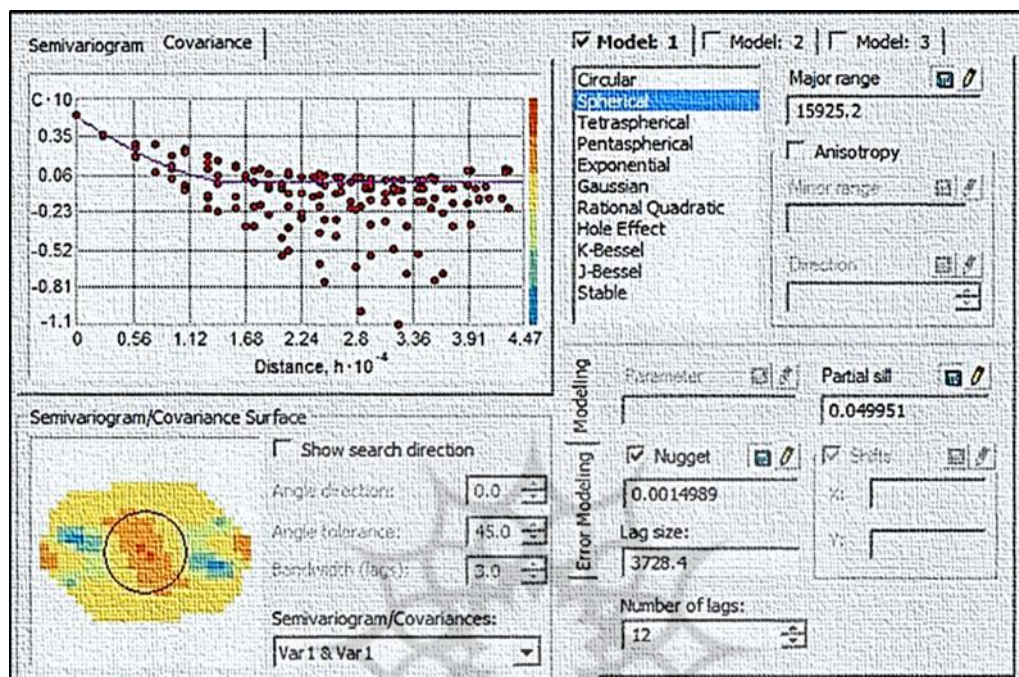 Semivariogram Covariance
C · 10
0.35
0.06
-0.23
-0.52
-0.81
-1.1
0 0.56 1.12 1.68 2.24 2.8 3.36 3.91 4.47
Distance, h · 10⁻⁴
Semivariogram/Covariance Surface
Show search direction
Angle direction: 0.0
Angle tolerance: 45.0
Bandwidth (lags): 3.0
Semivariogram/Covariances:
Var1 & Var1
Model: 1 Model: 2 Model: 3
Circular
Spherical
Tetraspherical
Pentaspherical
Exponential
Gaussian
Rational Quadratic
Hole Effect
K-Bessel
J-Bessel
Stable
Major range
15925.2
Anisotropy
Minor range
Direction
Modeling
Error Modeling
Parameter
Partial sill
0.049951
Nugget
0.0014989
Shifts
X:
Y:
Lag size:
3728.4
Number of lags:
12